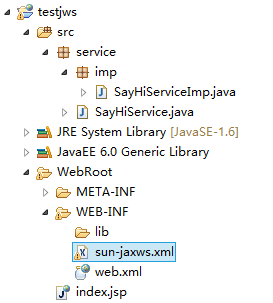 testjws
src
service
imp
SayHiServiceImp.java
SayHiService.java
JRE System Library [JavaSE-1.6]
JavaEE 6.0 Generic Library
WebRoot
META-INF
WEB-INF
lib
sun-jaxws.xml
web.xml
index.jsp